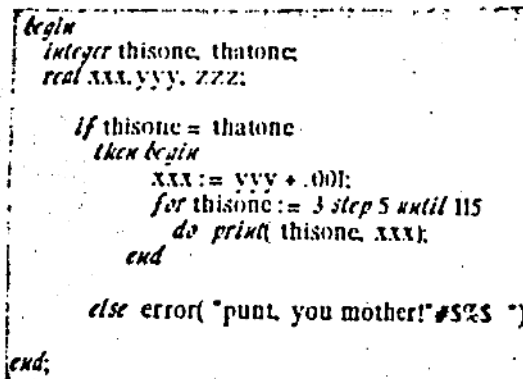 begin
integer thisone, thatone;
real xxx, yyy, zzz;
if thisone = thatone
then begin
xxx := yyy + .001;
for thisone := 3 step 5 until 115
do print( thisone, xxx);
end
else error( "punt, you mother!"#$%$ ")
end;